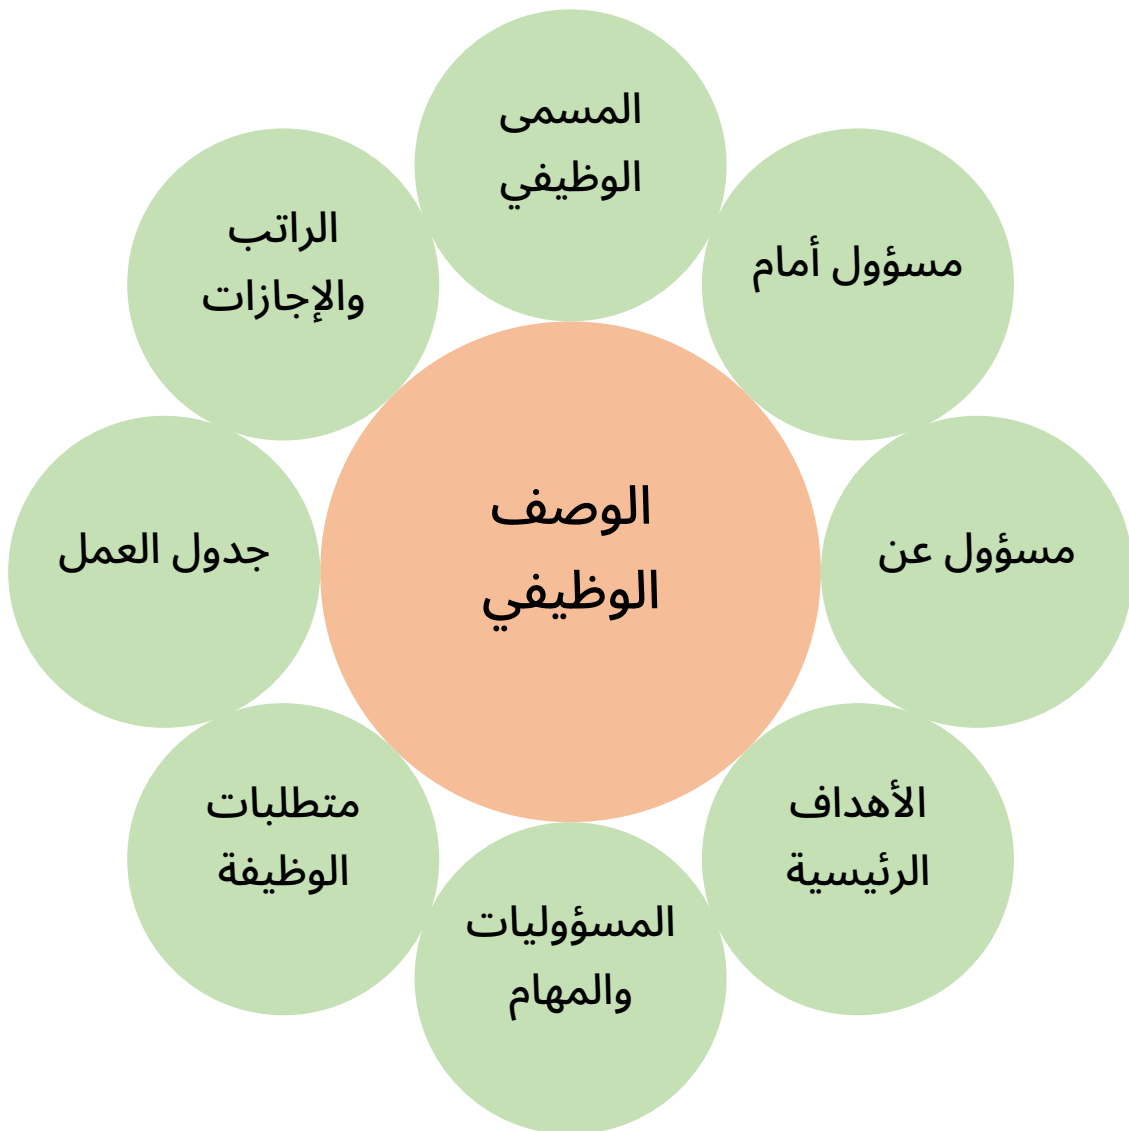 المسمى
الوظيفي
مسؤول أمام
مسؤول عن
الأهداف
الرئيسية
المسؤوليات
والمهام
متطلبات
الوظيفة
جدول العمل
الراتب
والإجازات
الوصف
الوظيفي